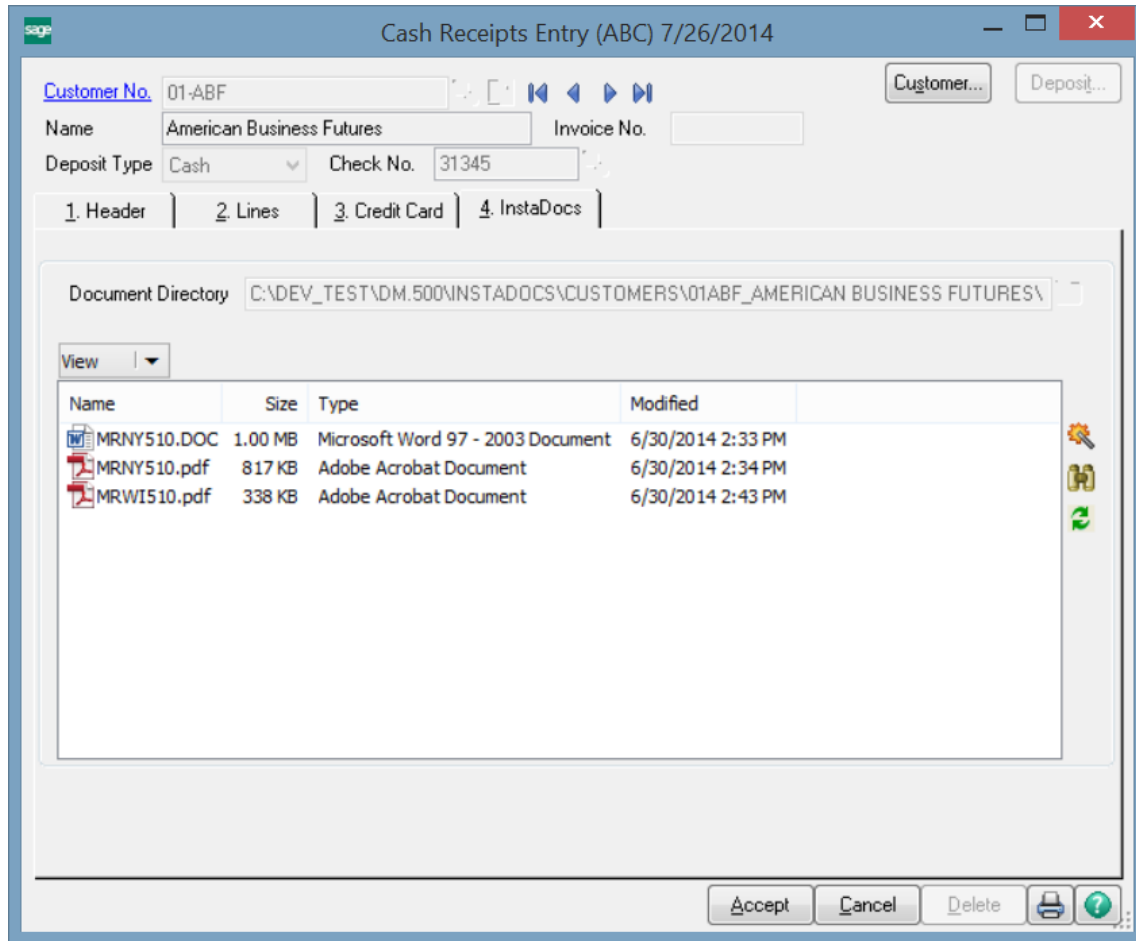 sage Cash Receipts Entry (ABC) 7/26/2014
Customer No. 01-ABF Customer... Deposit...
Name American Business Futures Invoice No.
Deposit Type Cash Check No. 31345
1. Header 2. Lines 3. Credit Card 4. InstaDocs
Document Directory C:\DEV_TEST\DM.500\INSTADOCS\CUSTOMERS\01ABF_AMERICAN BUSINESS FUTURES\
View
Name Size Type Modified
MRNY510.DOC 1.00 MB Microsoft Word 97 - 2003 Document 6/30/2014 2:33 PM
MRNY510.pdf 817 KB Adobe Acrobat Document 6/30/2014 2:34 PM
MRWI510.pdf 338 KB Adobe Acrobat Document 6/30/2014 2:43 PM
Accept Cancel Delete